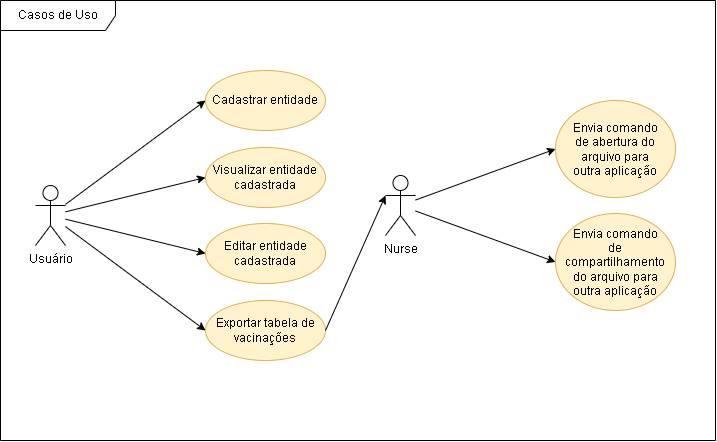 Casos de Uso
Cadastrar entidade
Visualizar entidade
cadastrada
Editar entidade
cadastrada
Exportar tabela de
vacinações
Usuário
Nurse
Envia comando
de abertura do
arquivo para
outra aplicação
Envia comando
de
compartilhamento
do arquivo para
outra aplicação